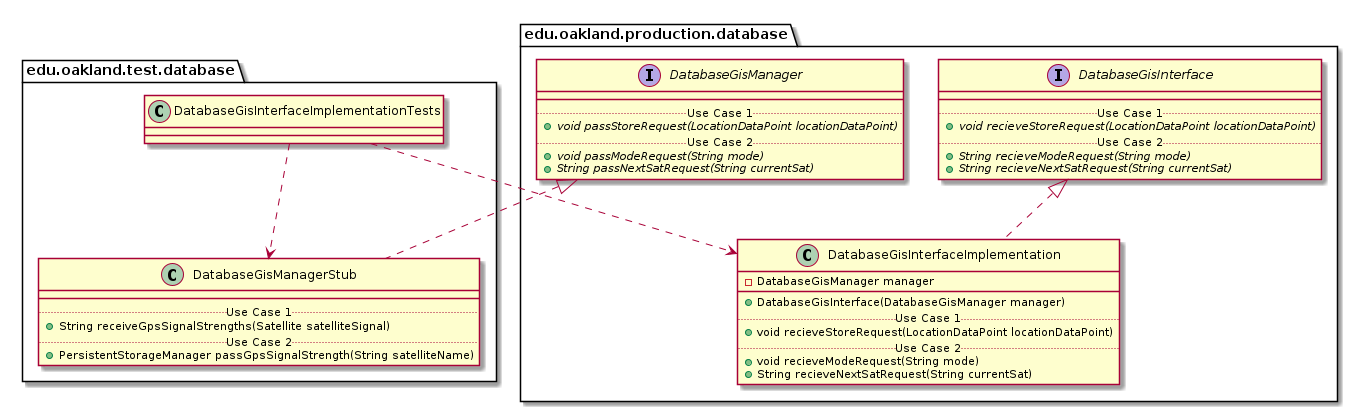 edu.oakland.test.database
C DatabaseGisInterfaceImplementationTests
C DatabaseGisManagerStub
Use Case 1
String receiveGpsSignalStrengths(Satellite satelliteSignal)
Use Case 2
PersistentStorageManager passGpsSignalStrength(String satelliteName)
edu.oakland.production.database
I DatabaseGisManager
Use Case 1
void passStoreRequest(LocationDataPoint locationDataPoint)
Use Case 2
void passModeRequest(String mode)
String passNextSatRequest(String currentSat)
I DatabaseGisInterface
Use Case 1
void recieveStoreRequest(LocationDataPoint locationDataPoint)
Use Case 2
String recieveModeRequest(String mode)
String recieveNextSatRequest(String currentSat)
C DatabaseGisInterfaceImplementation
DatabaseGisManager manager
DatabaseGisInterface(DatabaseGisManager manager)
Use Case 1
void recieveStoreRequest(LocationDataPoint locationDataPoint)
Use Case 2
void recieveModeRequest(String mode)
String recieveNextSatRequest(String currentSat)